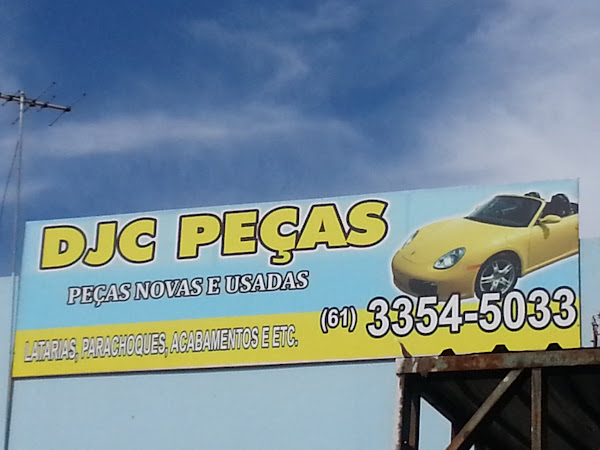 DJC PEÇAS
PEÇAS NOVAS E USADAS
LATARIAS, PARACHOQUES, ACABAMENTOS E ETC.
(61) 3354-5033